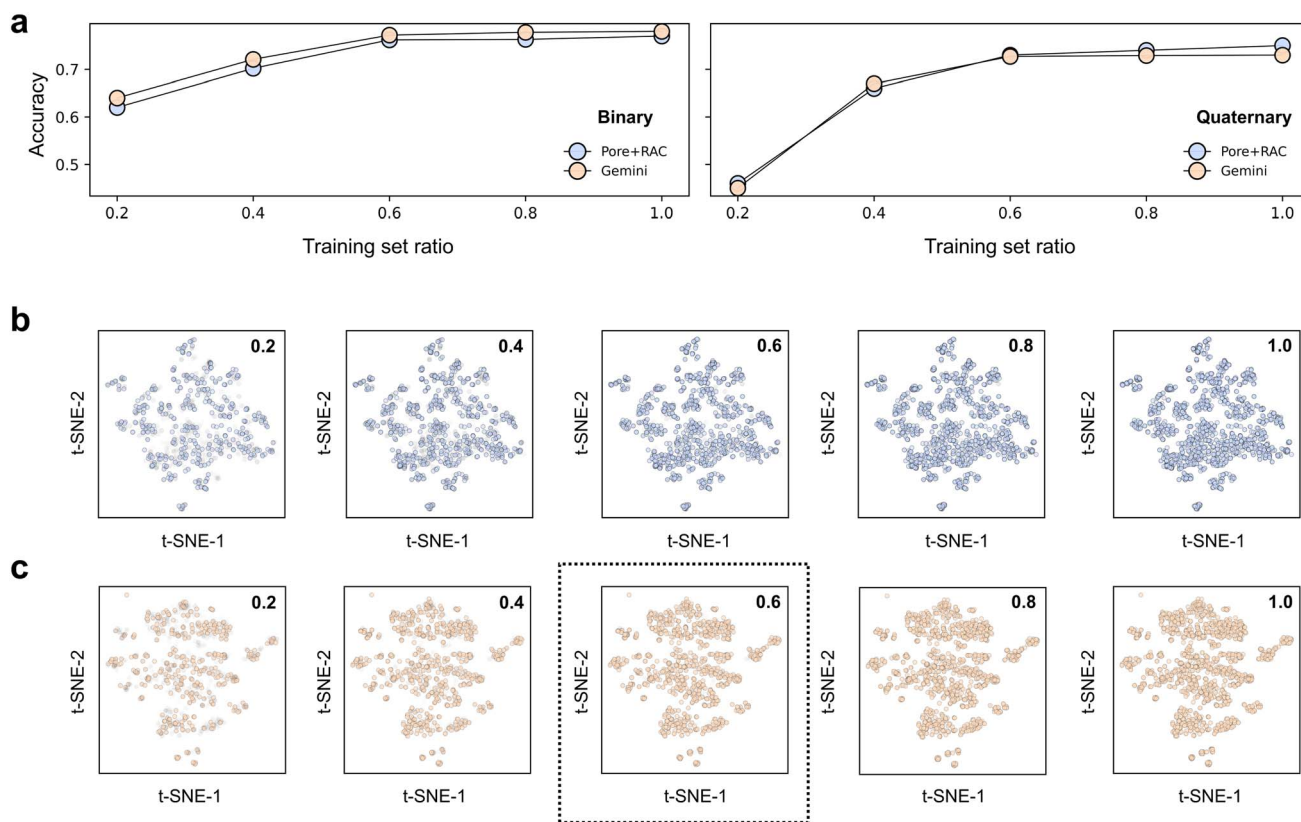 a
Accuracy
0.7
0.6
0.5
Binary
Pore+RAC
Gemini
0.2 0.4 0.6 0.8 1.0
Training set ratio
Quaternary
Pore+RAC
Gemini
0.2 0.4 0.6 0.8 1.0
Training set ratio
b
t-SNE-2
0.2
t-SNE-1
t-SNE-2
0.4
t-SNE-1
t-SNE-2
0.6
t-SNE-1
t-SNE-2
0.8
t-SNE-1
t-SNE-2
1.0
t-SNE-1
c
t-SNE-2
0.2
t-SNE-1
t-SNE-2
0.4
t-SNE-1
t-SNE-2
0.6
t-SNE-1
t-SNE-2
0.8
t-SNE-1
t-SNE-2
1.0
t-SNE-1